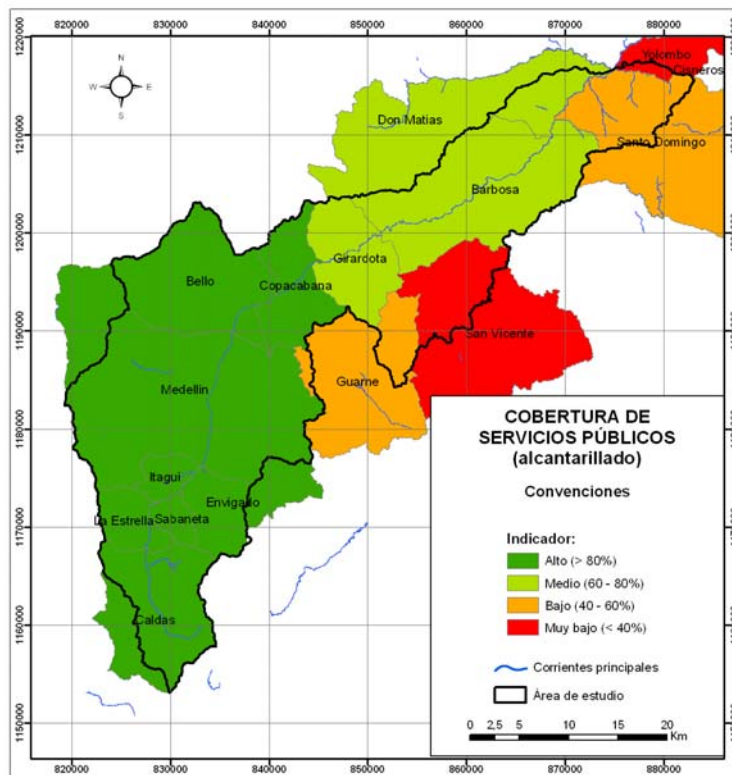 820000 830000 840000 850000 860000 870000 880000
1220000
1210000
1200000
1190000
1180000
1170000
1160000
1150000
N
W E
S
Yolombo
Cisneros
Don Matias
Santo Domingo
Barbosa
Girardota
Bello
Copacabana
San Vicente
Guarne
Medellin
Itagui
Envigado
La Estrella
Sabaneta
Caldas
COBERTURA DE
SERVICIOS PÚBLICOS
(alcantarillado)
Convenciones
Indicador:
Alto (> 80%)
Medio (60 - 80%)
Bajo (40 - 60%)
Muy bajo (< 40%)
Corrientes principales
Área de estudio
0 2,5 5 10 15 20
Km
820000 830000 840000 850000 860000 870000 880000